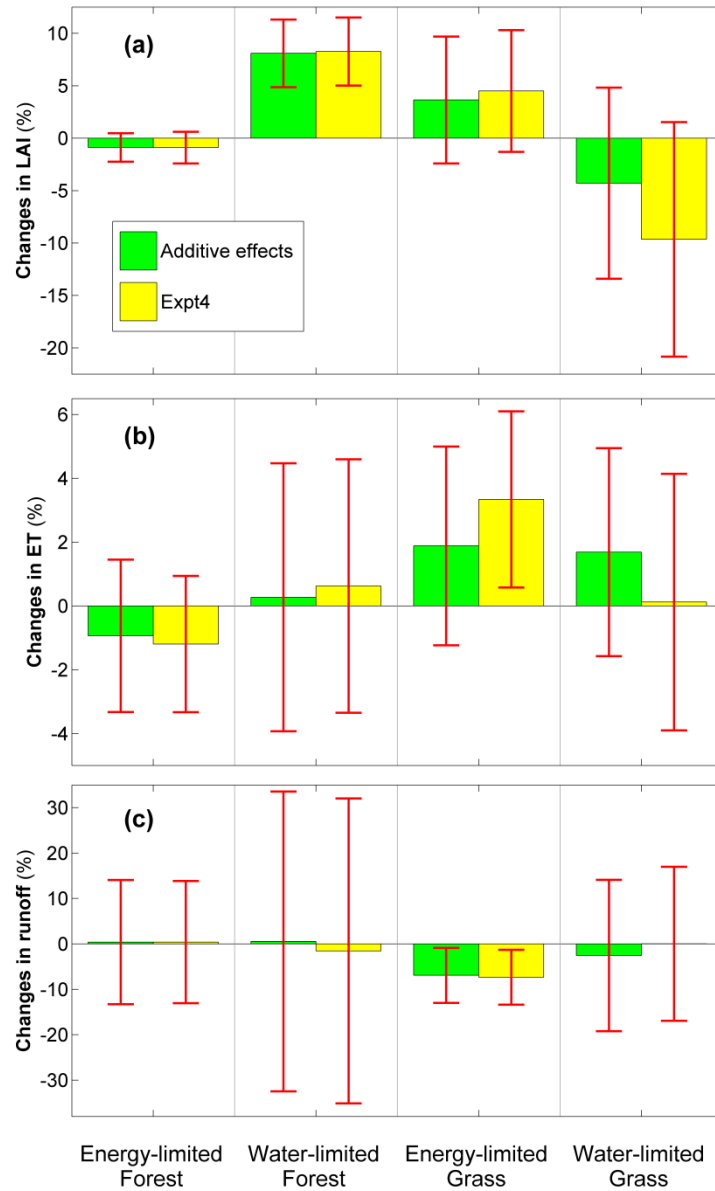 (a)
Changes in LAI (%)
10
5
0
-5
-10
-15
-20
Additive effects
Expt4
(b)
Changes in ET (%)
6
4
2
0
-2
-4
(c)
Changes in runoff (%)
30
20
10
0
-10
-20
-30
Energy-limited Forest
Water-limited Forest
Energy-limited Grass
Water-limited Grass